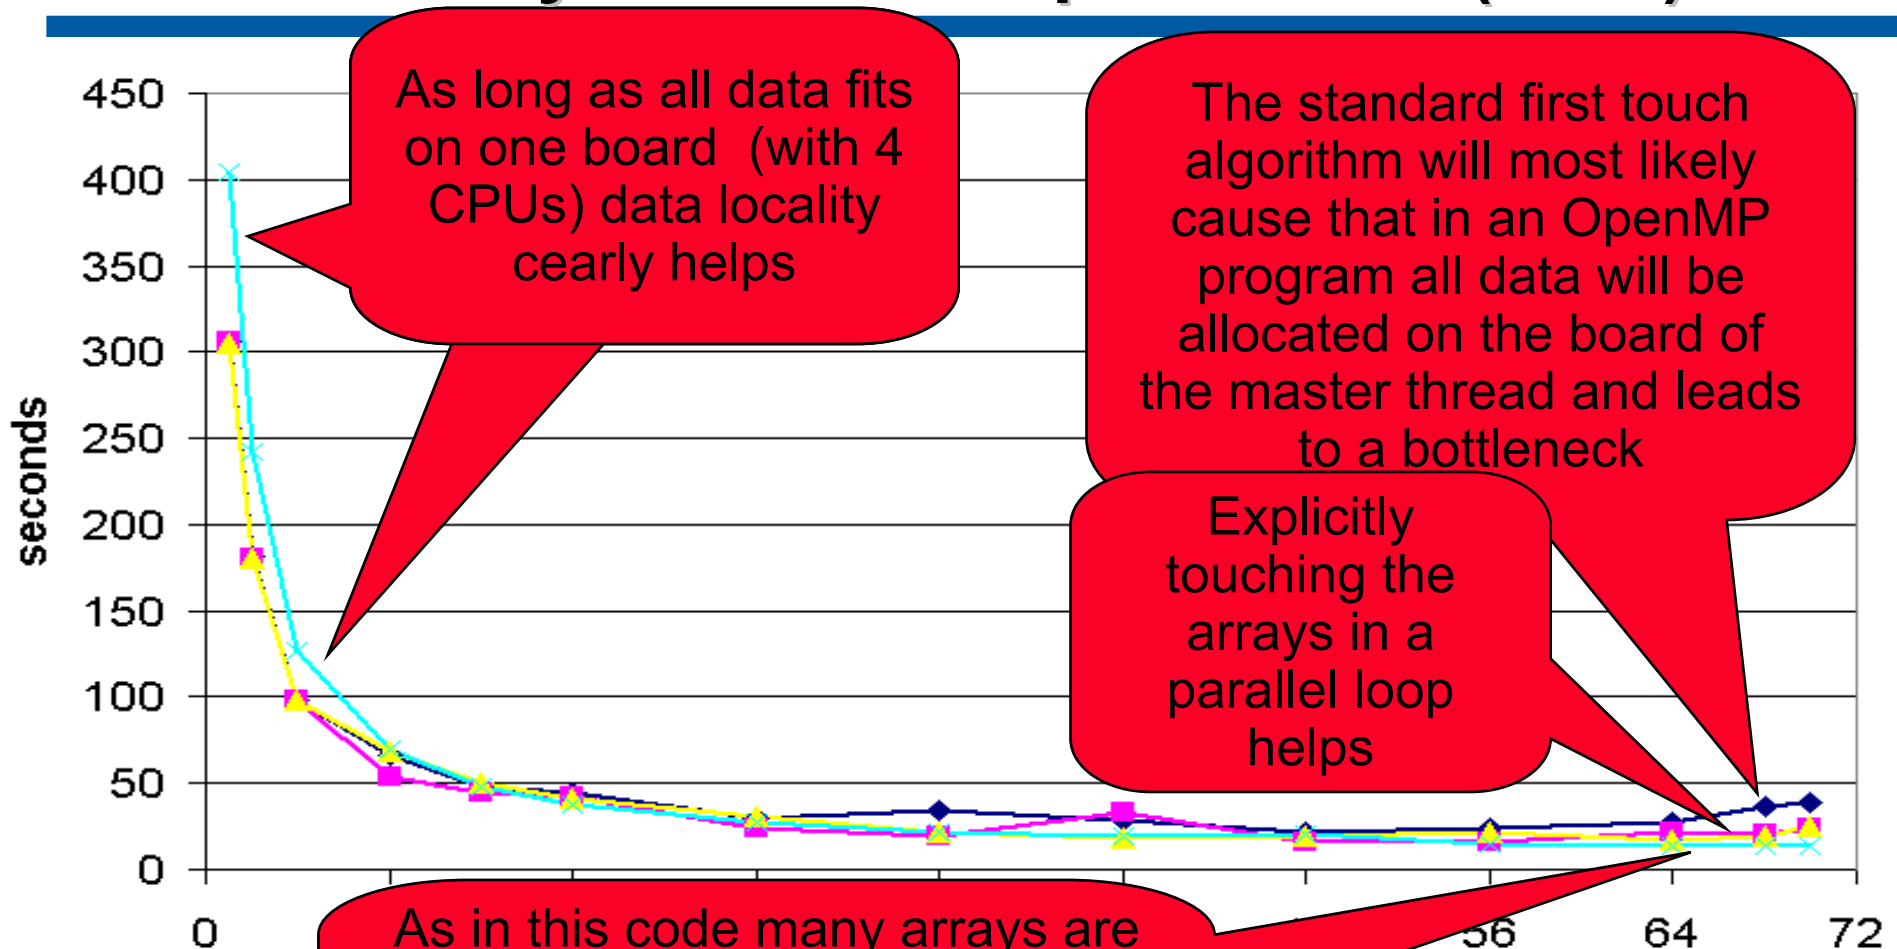 As long as all data fits
on one board (with 4
CPUs) data locality
cearly helps
The standard first touch
algorithm will most likely
cause that in an OpenMP
program all data will be
allocated on the board of
the master thread and leads
to a bottleneck
Explicitly
touching the
arrays in a
parallel loop
helps
As in this code many arrays are
seconds
450
400
350
300
250
200
150
100
50
0
0
56
64
72